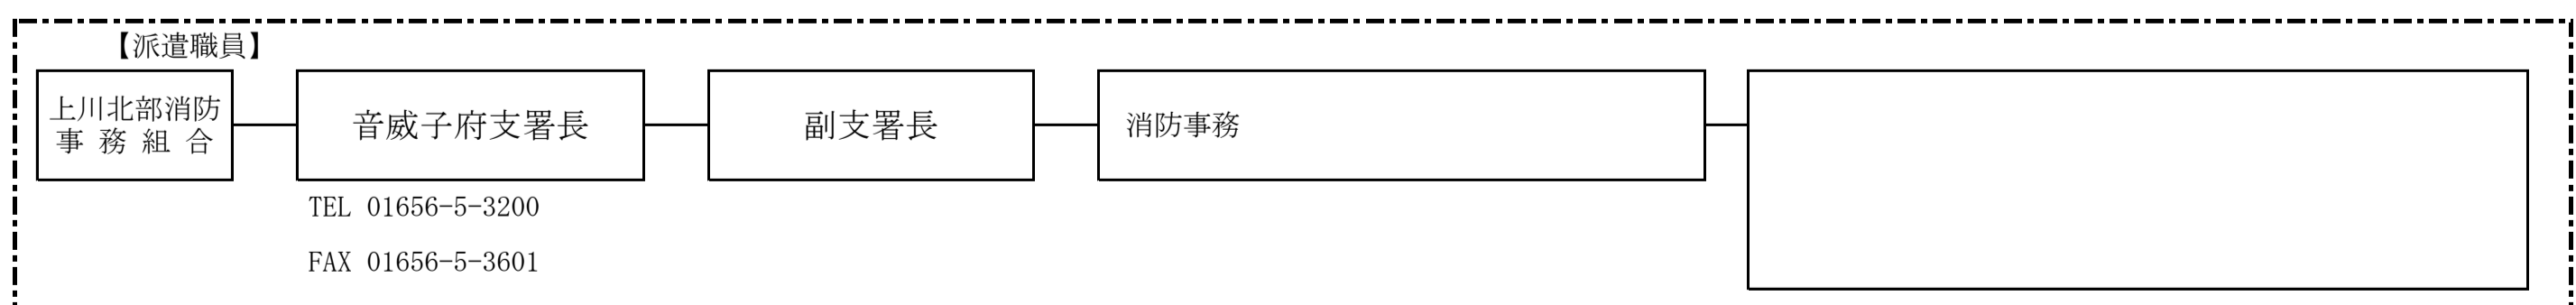 【派遣職員】
上川北部消防
事務組合
音威子府支署長
副支署長
消防事務
TEL 01656-5-3200
FAX 01656-5-3601